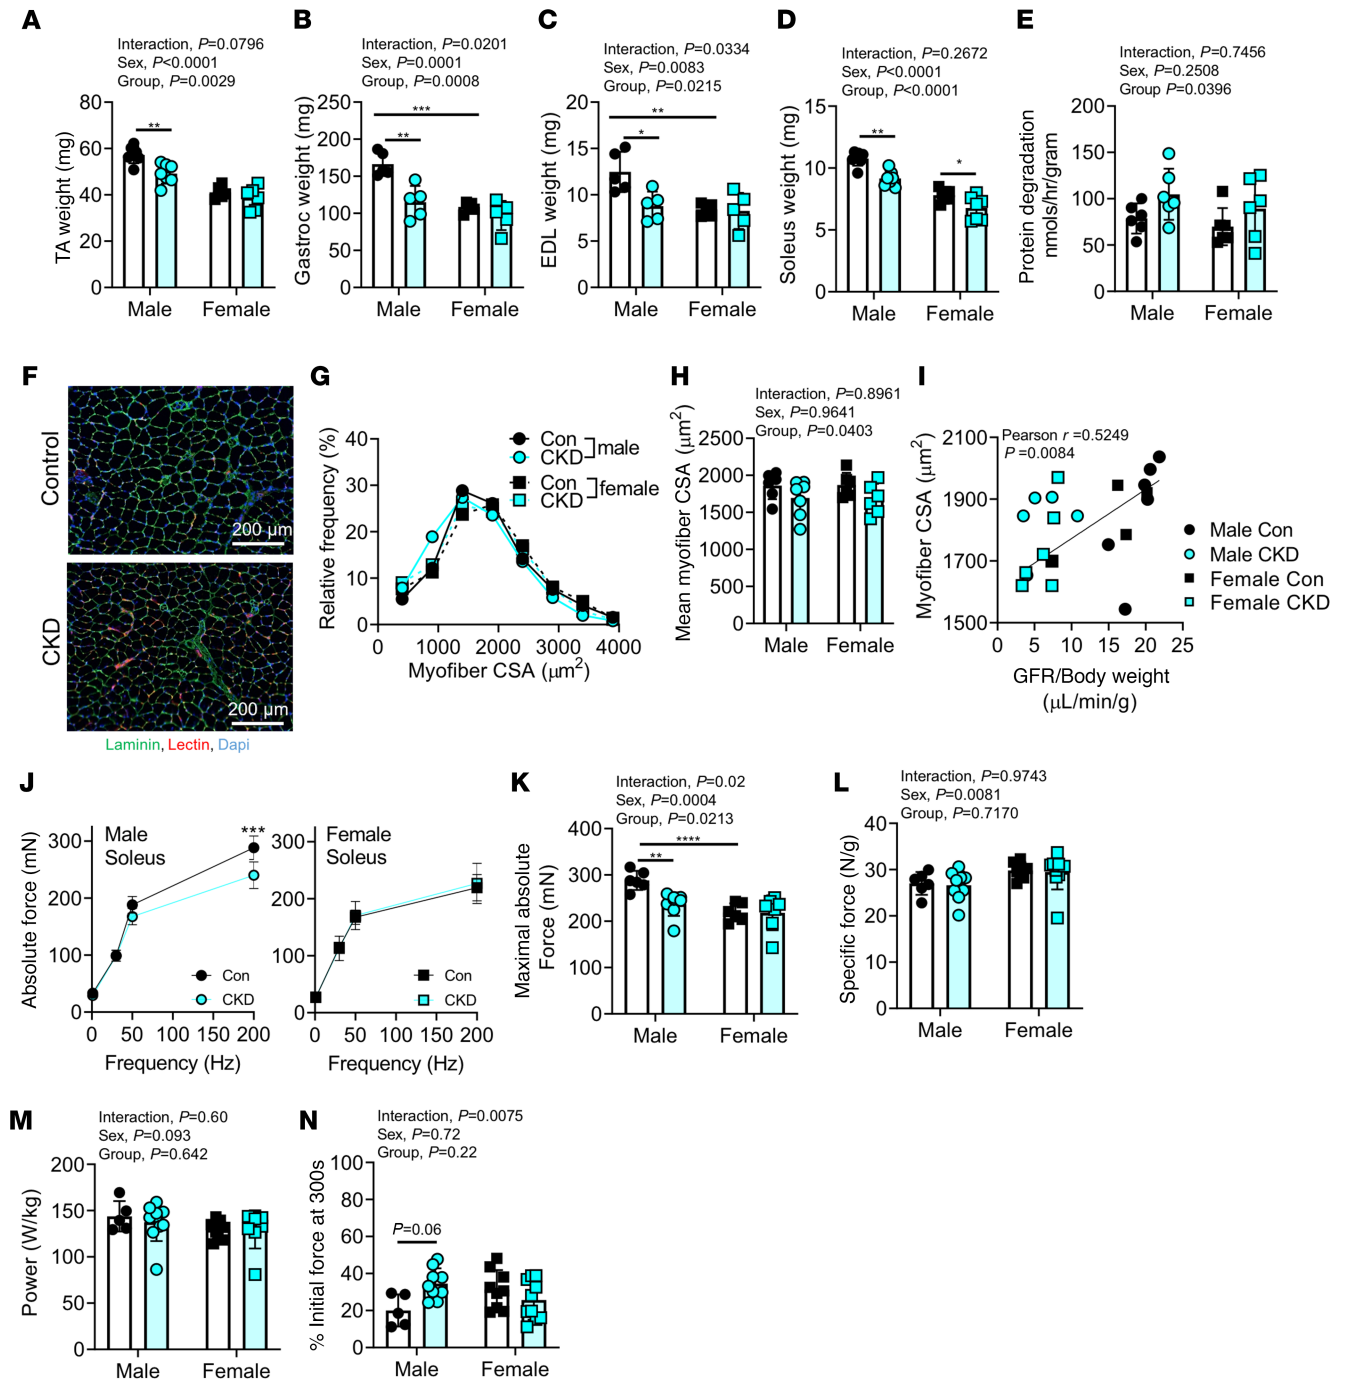 A
Interaction, P=0.0796
Sex, P<0.0001
Group, P=0.0029
TA weight (mg)
80
60
40
20
0
**
Male
Female
B
Interaction, P=0.0201
Sex, P=0.0001
Group, P=0.0008
Gastroc weight (mg)
250
200
150
100
50
0
***
**
Male
Female
C
Interaction, P=0.0334
Sex, P=0.0083
Group, P=0.0215
EDL weight (mg)
20
15
10
5
0
**
*
Male
Female
D
Interaction, P=0.2672
Sex, P<0.0001
Group, P<0.0001
Soleus weight (mg)
15
10
5
0
**
*
Male
Female
E
Interaction, P=0.7456
Sex, P=0.2508
Group P=0.0396
Protein degradation
nmols/hr/gram
200
150
100
50
0
Male
Female
F
Control
200 μm
CKD
200 μm
Laminin, Lectin, Dapi
G
Relative frequency (%)
40
30
20
10
0
Con
CKD
male
Con
CKD
female
0 1000 2000 3000 4000
Myofiber CSA (μm2)
H
Interaction, P=0.8961
Sex, P=0.9641
Group, P=0.0403
Mean myofiber CSA (μm2)
2500
2000
1500
1000
500
0
Male
Female
I
Pearson r =0.5249
P =0.0084
Myofiber CSA (μm2)
2100
1900
1700
1500
0 5 10 15 20 25
GFR/Body weight
(μL/min/g)
Male Con
Male CKD
Female Con
Female CKD
J
Absolute force (mN)
Male
Soleus
300
200
100
0
***
Con
CKD
0 50 100 150 200
Frequency (Hz)
Female
Soleus
300
200
100
0
Con
CKD
0 50 100 150 200
Frequency (Hz)
K
Interaction, P=0.02
Sex, P=0.0004
Group, P=0.0213
Maximal absolute
Force (mN)
400
300
200
100
0
****
**
Male
Female
L
Interaction, P=0.9743
Sex, P=0.0081
Group, P=0.7170
Specific force (N/g)
40
30
20
10
0
Male
Female
M
Interaction, P=0.60
Sex, P=0.093
Group, P=0.642
Power (W/kg)
200
150
100
50
0
Male
Female
N
Interaction, P=0.0075
Sex, P=0.72
Group, P=0.22
% Initial force at 300s
100
80
60
40
20
0
P=0.06
Male
Female